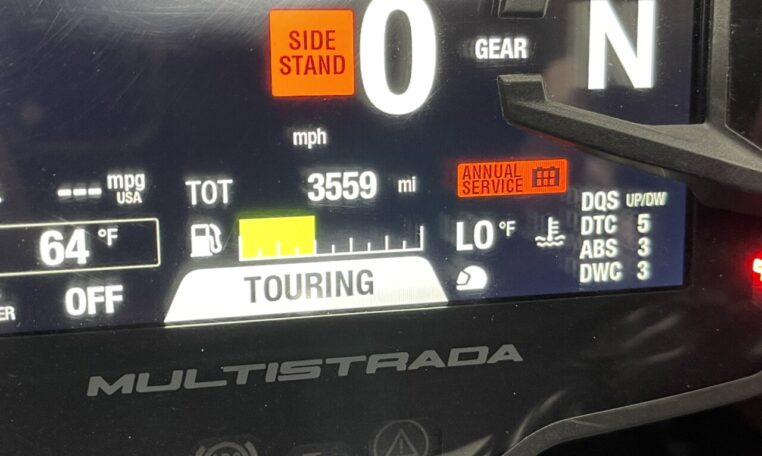 SIDE
STAND
0
GEAR
N
mph
--- mpg
USA
TOT 3559 mi
ANNUAL
SERVICE
DQS UP/DW
DTC 5
ABS 3
DWC 3
64 °F
LO °F
TOURING
OFF
MULTISTRADA